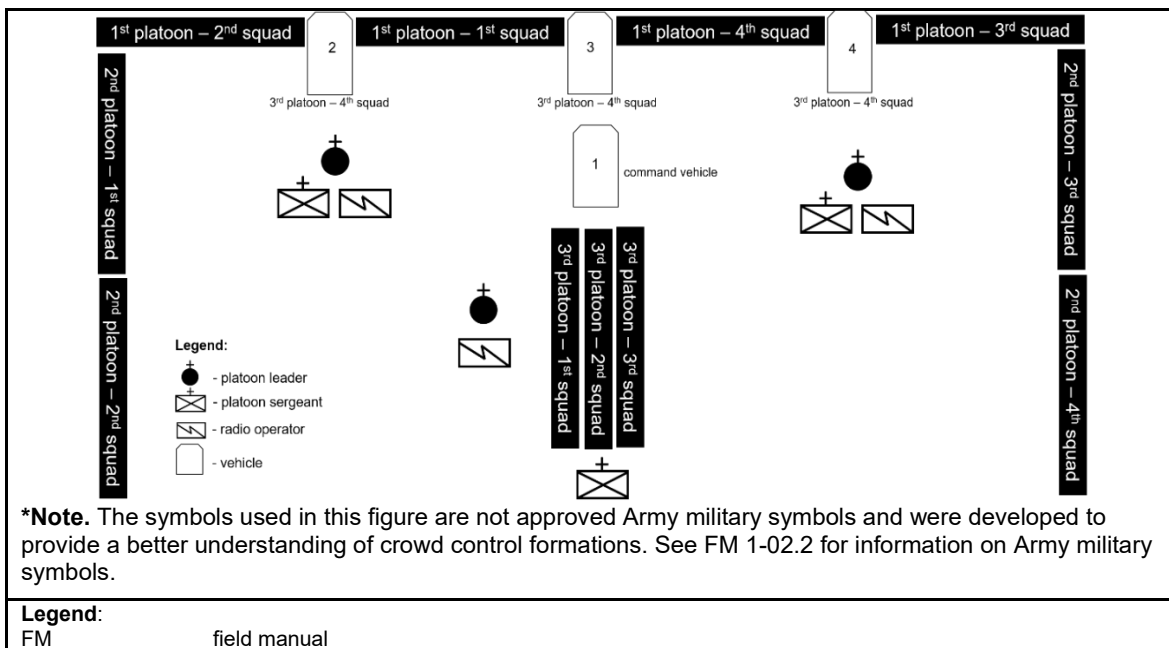 1st platoon – 2nd squad
2
1st platoon – 1st squad
3
1st platoon – 4th squad
4
1st platoon – 3rd squad
3rd platoon – 4th squad
3rd platoon – 4th squad
3rd platoon – 4th squad
2nd platoon – 1st squad
2nd platoon – 3rd squad
1
command vehicle
3rd platoon – 1st squad
3rd platoon – 2nd squad
3rd platoon – 3rd squad
2nd platoon – 2nd squad
2nd platoon – 4th squad
Legend:
- platoon leader
- platoon sergeant
- radio operator
- vehicle
*Note. The symbols used in this figure are not approved Army military symbols and were developed to
provide a better understanding of crowd control formations. See FM 1-02.2 for information on Army military
symbols.
Legend:
FM field manual